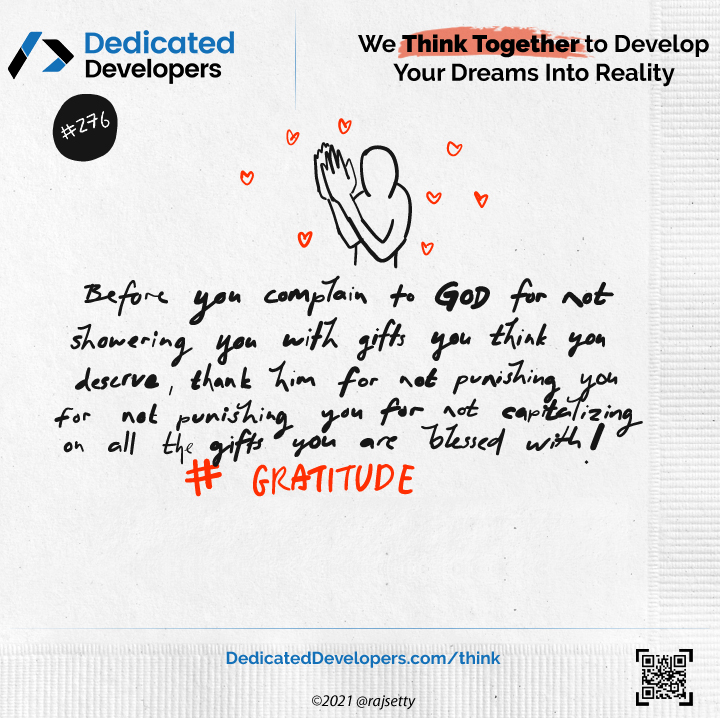 Dedicated
Developers
We Think Together to Develop
Your Dreams Into Reality
#276
Before you complain to GOD for not
showering you with gifts you think you
deserve, thank him for not punishing you
for not punishing you for not capitalizing
on all the gifts you are blessed with!
# GRATITUDE
DedicatedDevelopers.com/think
©2021 @rajsetty